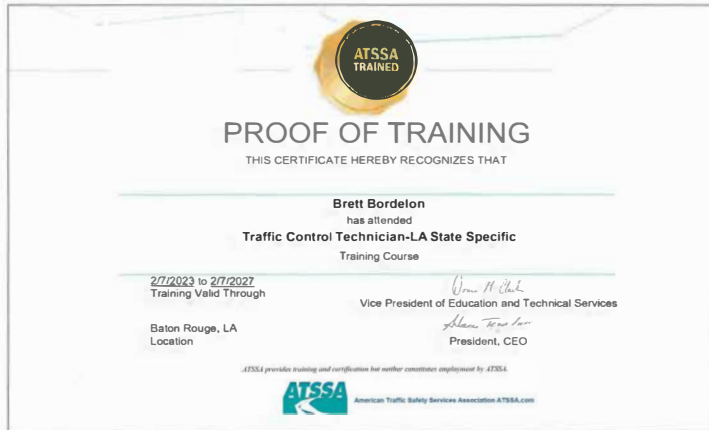 ATSSA
TRAINED
PROOF OF TRAINING
THIS CERTIFICATE HEREBY RECOGNIZES THAT
Brett Bordelon
has attended
Traffic Control Technician-LA State Specific
Training Course
2/7/2023 to 2/7/2027
Training Valid Through
Vice President of Education and Technical Services
Baton Rouge, LA
Location
President, CEO
ATSSA provides training and certification but neither constitutes employment by ATSSA.
ATSSA
American Traffic Safety Services Association ATSSA.com